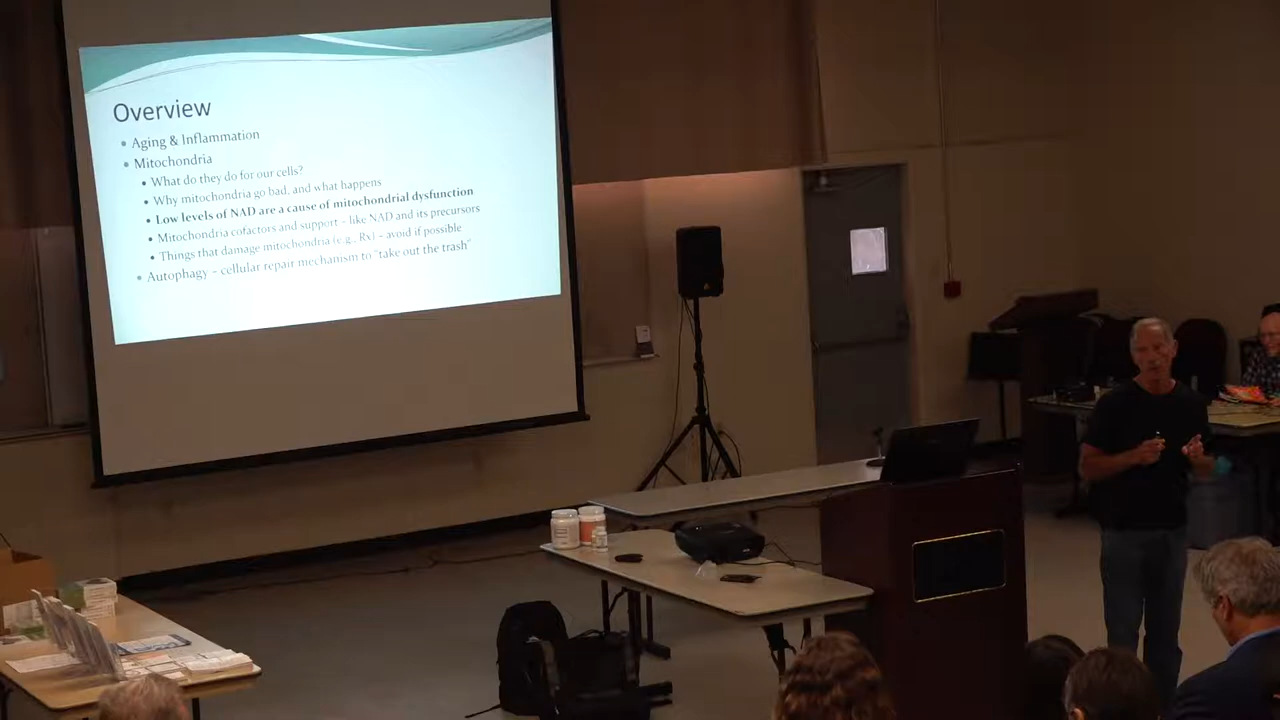 Overview
Aging & Inflammation
Mitochondria
What do they do for our cells?
Why mitochondria go bad, and what happens
Low levels of NAD are a cause of mitochondrial dysfunction
Mitochondria cofactors and support – like NAD and its precursors
Things that damage mitochondria (e.g., Rx) – avoid if possible
Autophagy – cellular repair mechanism to "take out the trash"